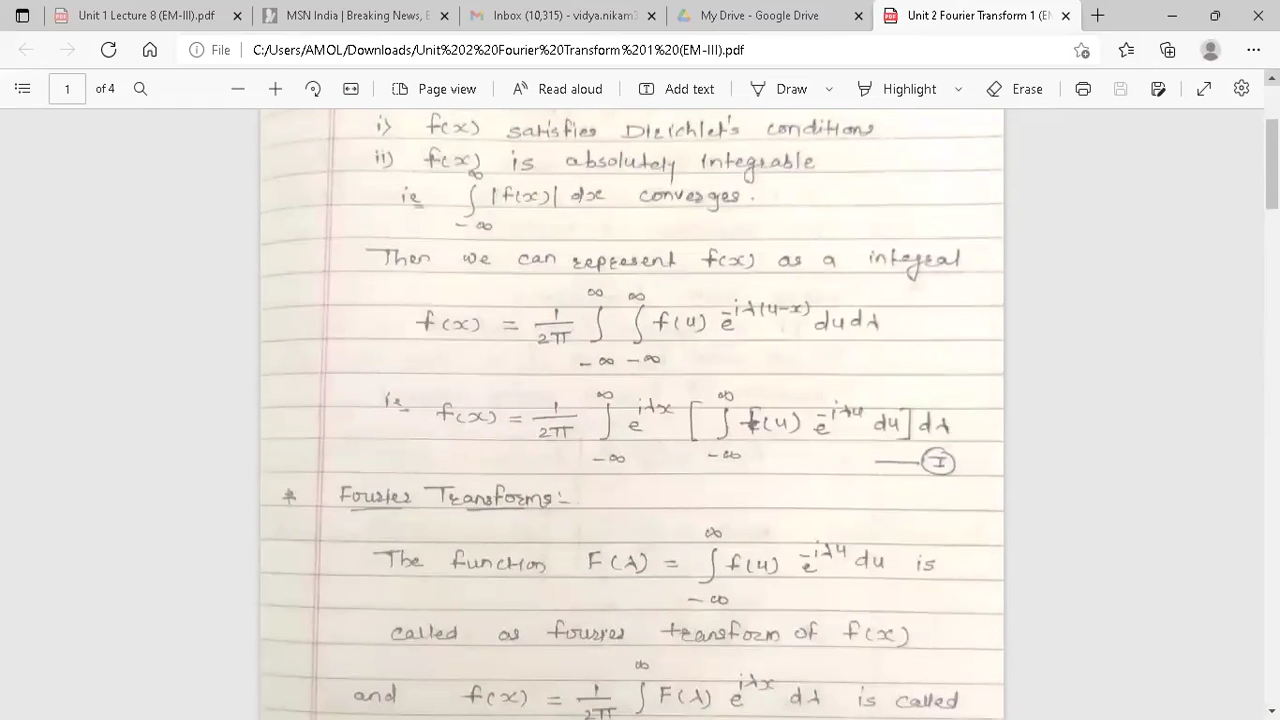 Unit 1 Lecture 8 (EM-III).pdf
MSN India | Breaking News, E
Inbox (10,315) - vidya.nikam3
My Drive - Google Drive
Unit 2 Fourier Transform 1 (EM
File C:/Users/AMOL/Downloads/Unit%202%20Fourier%20Transform%201%20(EM-III).pdf
1 of 4 Page view Read aloud Add text Draw Highlight Erase
i) f(x) satisfies Dirichlet's conditions
ii) f(x) is absolutely integrable
ie ∫_{-∞}^{∞} |f(x)| dx converges.
Then we can represent f(x) as a integral
f(x) = 1/2π ∫_{-∞}^{∞} ∫_{-∞}^{∞} f(u) e^{-iλ(u-x)} du dλ
ie f(x) = 1/2π ∫_{-∞}^{∞} e^{iλx} [ ∫_{-∞}^{∞} f(u) e^{-iλu} du ] dλ
— I
* Fourier Transforms:-
The function F(λ) = ∫_{-∞}^{∞} f(u) e^{-iλu} du is
called as fourier transform of f(x)
and f(x) = 1/2π ∫^{∞} F(λ) e^{iλx} dλ is called